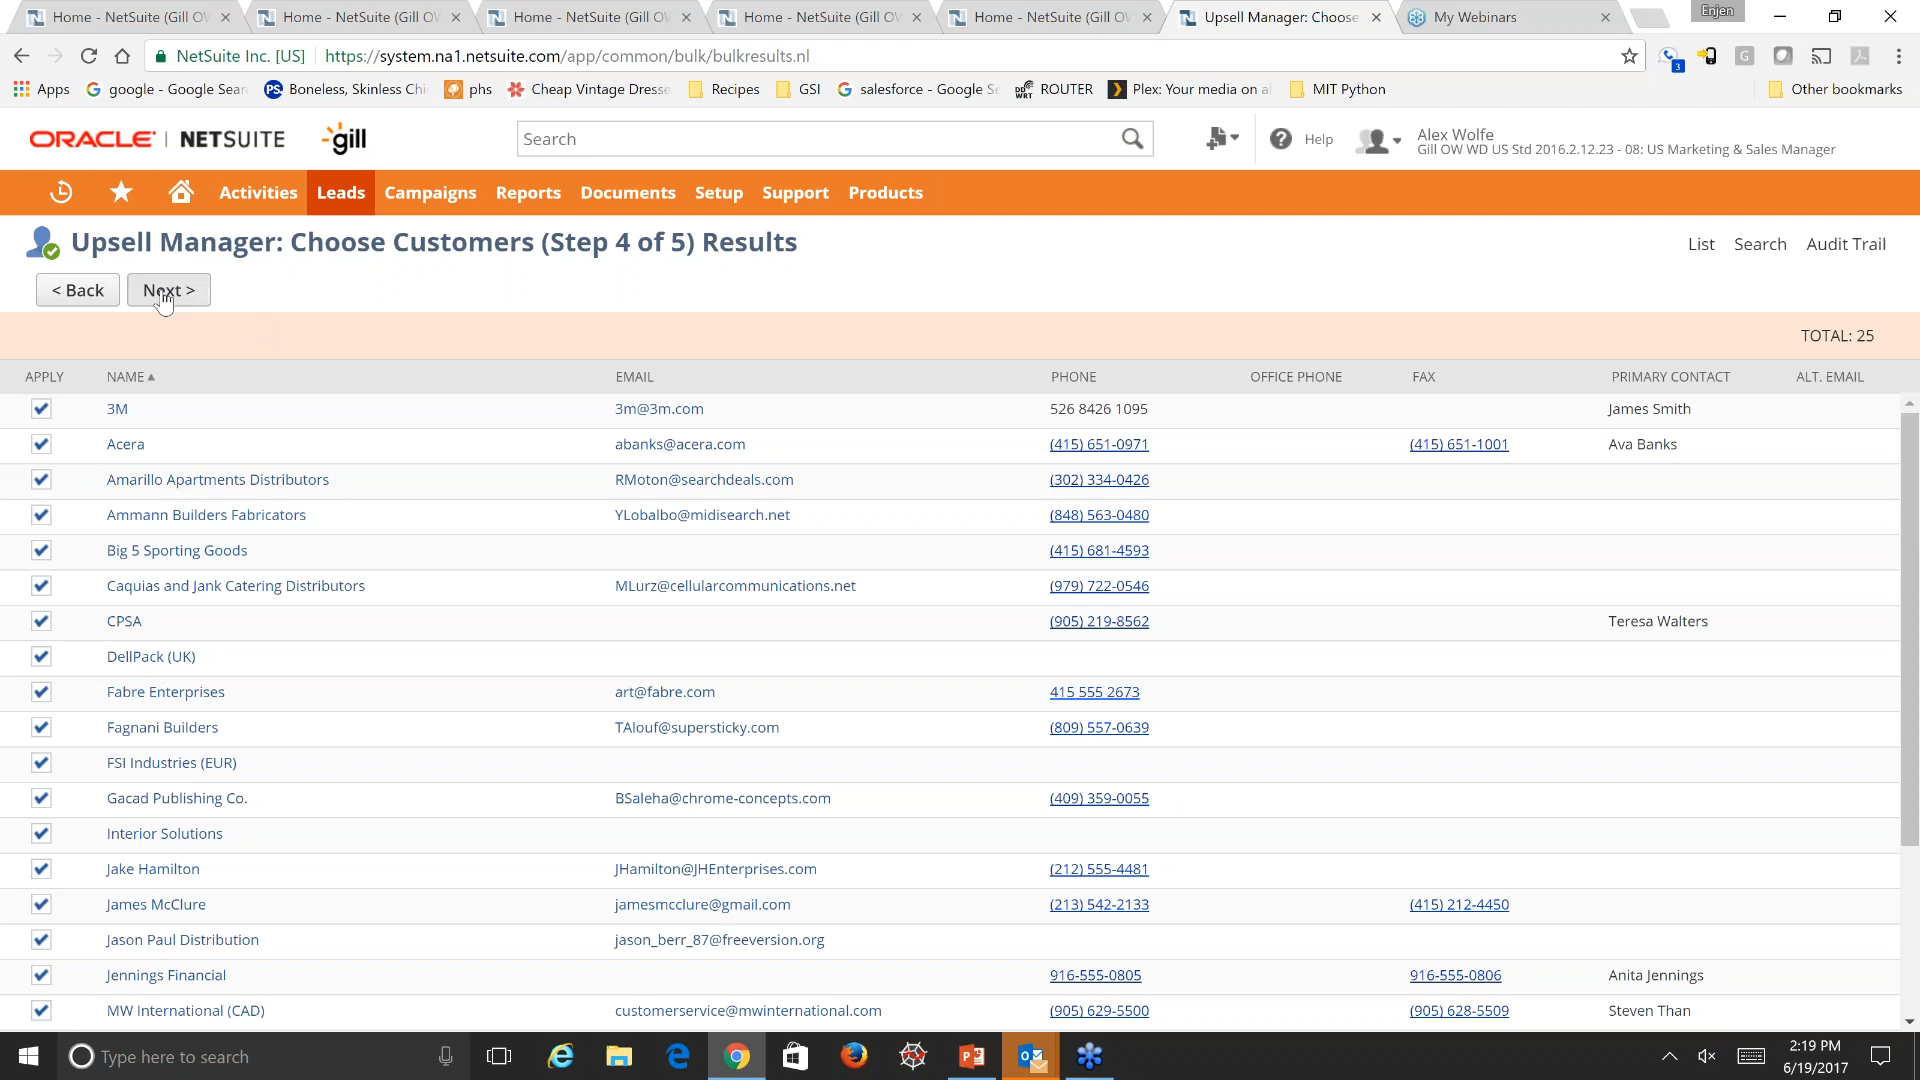 Home - NetSuite (Gill OV
Home - NetSuite (Gill OV
Home - NetSuite (Gill OV
Home - NetSuite (Gill OV
Home - NetSuite (Gill OV
Upsell Manager: Choose
My Webinars
Enjen
NetSuite Inc. [US]
https://system.na1.netsuite.com/app/common/bulk/bulkresults.nl
3
G
Apps
google - Google Sear
PS
Boneless, Skinless Chi
phs
Cheap Vintage Dresse
Recipes
GSI
salesforce - Google S
DD WRT
ROUTER
Plex: Your media on a
MIT Python
Other bookmarks
ORACLE | NETSUITE
gill
Search
Help
Alex Wolfe
Gill OW WD US Std 2016.2.12.23 - 08: US Marketing & Sales Manager
Activities
Leads
Campaigns
Reports
Documents
Setup
Support
Products
Upsell Manager: Choose Customers (Step 4 of 5) Results
List
Search
Audit Trail
< Back
Next >
TOTAL: 25
APPLY NAME EMAIL PHONE OFFICE PHONE FAX PRIMARY CONTACT ALT. EMAIL
3M 3m@3m.com 526 8426 1095 James Smith
Acera abanks@acera.com (415) 651-0971 (415) 651-1001 Ava Banks
Amarillo Apartments Distributors RMoton@searchdeals.com (302) 334-0426
Ammann Builders Fabricators YLobalbo@midisearch.net (848) 563-0480
Big 5 Sporting Goods (415) 681-4593
Caquias and Jank Catering Distributors MLurz@cellularcommunications.net (979) 722-0546
CPSA (905) 219-8562 Teresa Walters
DellPack (UK)
Fabre Enterprises art@fabre.com 415 555 2673
Fagnani Builders TAlouf@supersticky.com (809) 557-0639
FSI Industries (EUR)
Gacad Publishing Co. BSaleha@chrome-concepts.com (409) 359-0055
Interior Solutions
Jake Hamilton JHamilton@JHEnterprises.com (212) 555-4481
James McClure jamesmcclure@gmail.com (213) 542-2133 (415) 212-4450
Jason Paul Distribution jason_berr_87@freeversion.org
Jennings Financial 916-555-0805 916-555-0806 Anita Jennings
MW International (CAD) customerservice@mwinternational.com (905) 629-5500 (905) 628-5509 Steven Than
Type here to search
2:19 PM
6/19/2017